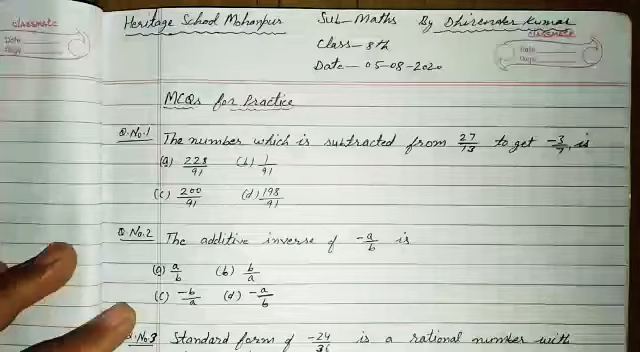 classmate
Date
Page
Heritage School Mohanpur Sub- Maths By Dhirender Kumar
Class- 8th
Date- 05-08-2020
classmate
Date
Page
MCQs for Practice
Q.No.1 The number which is subtracted from 27/13 to get -3/7, is
(a) 228/91 (b) 1/91
(c) 200/91 (d) 198/91
Q.No.2 The additive inverse of -a/b is
(a) a/b (b) b/a
(c) -b/a (d) -a/b
Q.No.3 Standard form of -24/36 is a rational number with